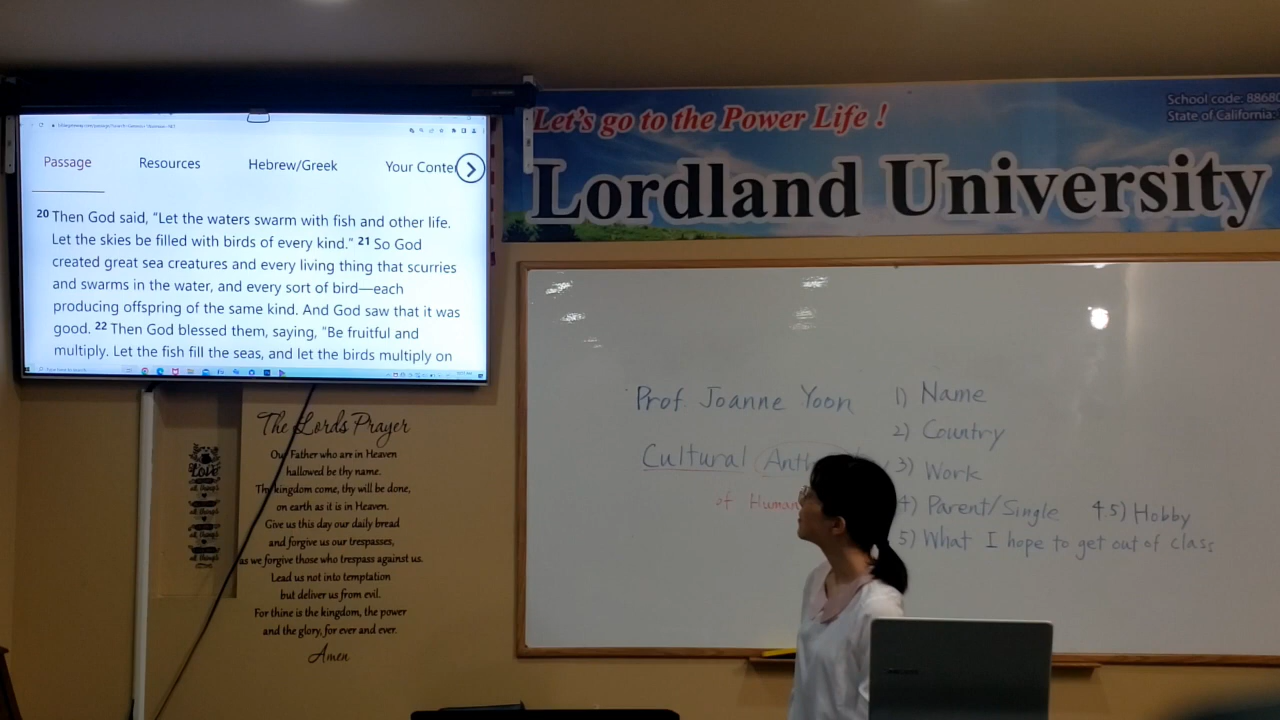 Passage Resources Hebrew/Greek Your Conte
20 Then God said, "Let the waters swarm with fish and other life.
Let the skies be filled with birds of every kind." 21 So God
created great sea creatures and every living thing that scurries
and swarms in the water, and every sort of bird—each
producing offspring of the same kind. And God saw that it was
good. 22 Then God blessed them, saying, "Be fruitful and
multiply. Let the fish fill the seas, and let the birds multiply on
Let's go to the Power Life !
School code: 8868
State of California
Lordland University
The Lords Prayer
Our Father who are in Heaven
hallowed be thy name.
Thy kingdom come, thy will be done,
on earth as it is in Heaven.
Give us this day our daily bread
and forgive us our trespasses,
as we forgive those who trespass against us.
Lead us not into temptation
but deliver us from evil.
For thine is the kingdom, the power
and the glory, for ever and ever.
Amen
Love
all things
all things
all things
Prof. Joanne Yoon
Cultural Anth
of Human
1) Name
2) Country
3) Work
4) Parent/Single 4.5) Hobby
5) What I hope to get out of class